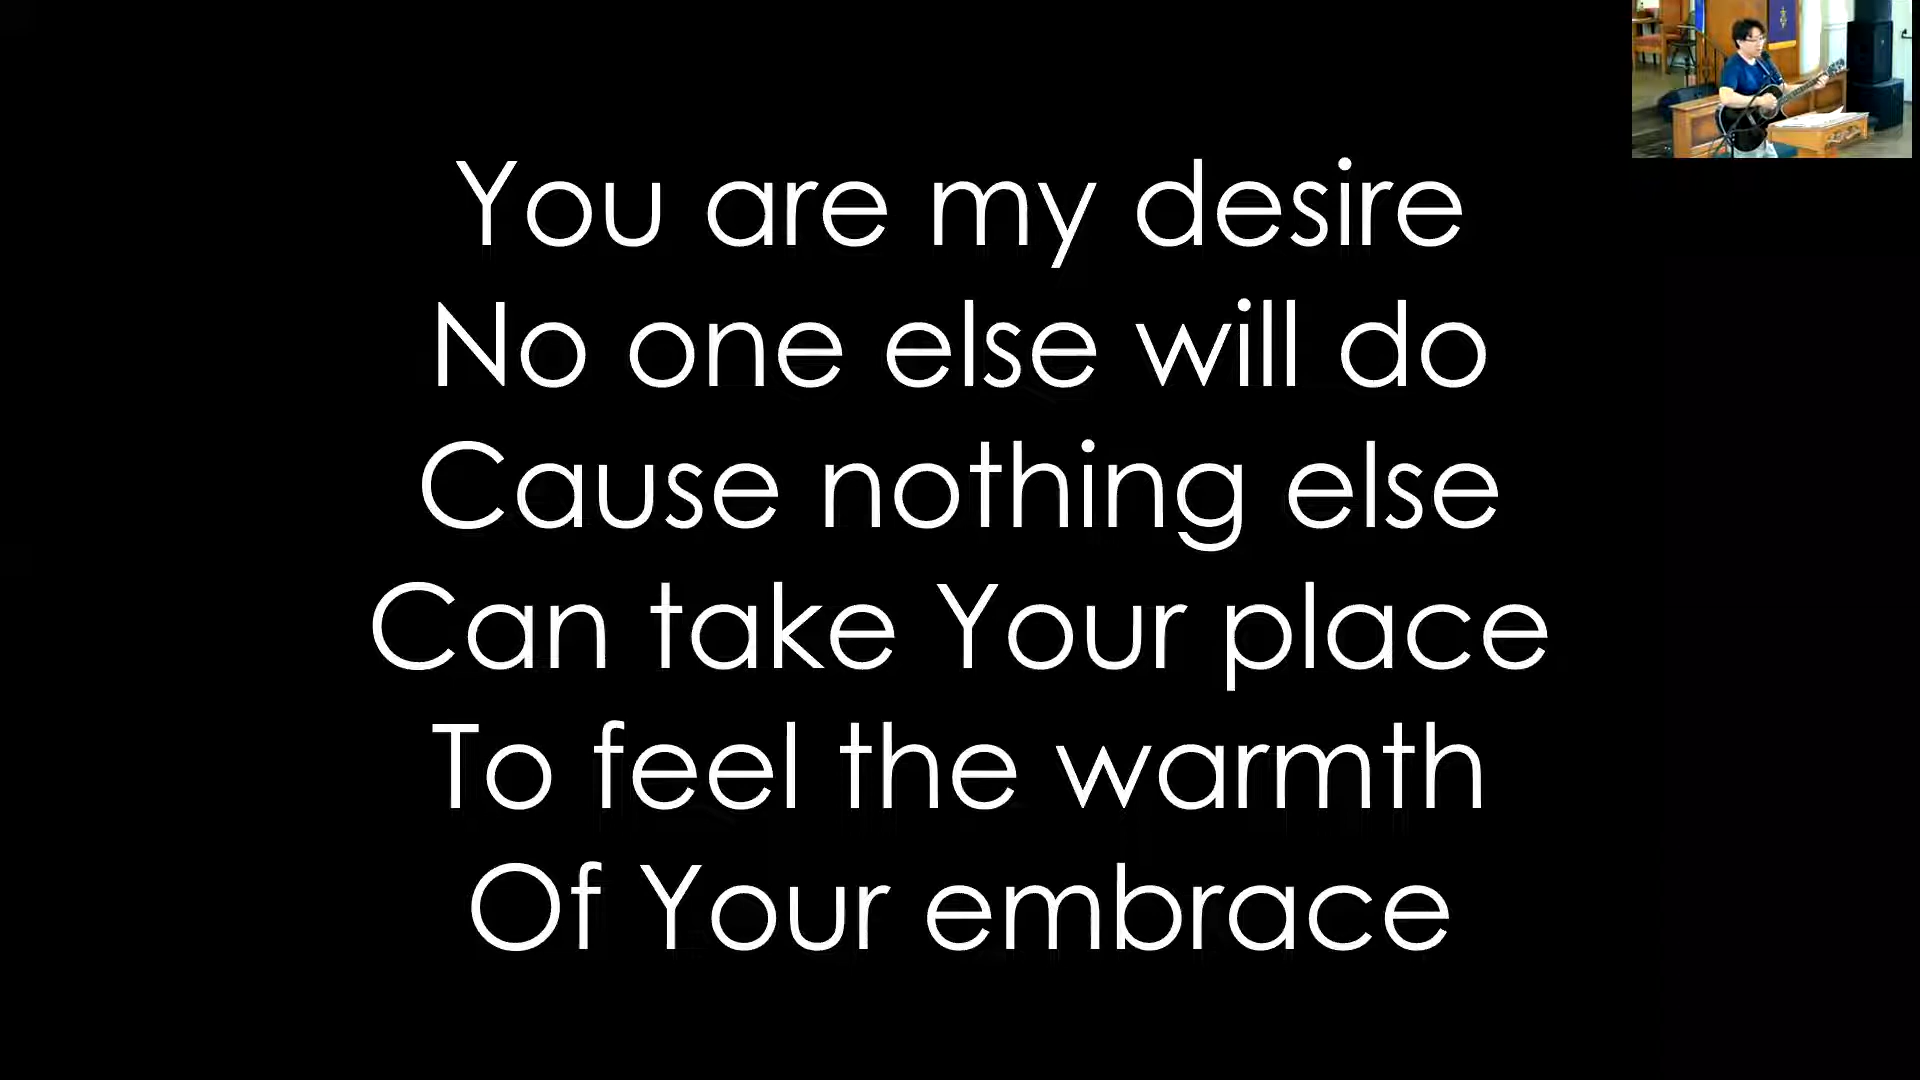 You are my desire
No one else will do
Cause nothing else
Can take Your place
To feel the warmth
Of Your embrace